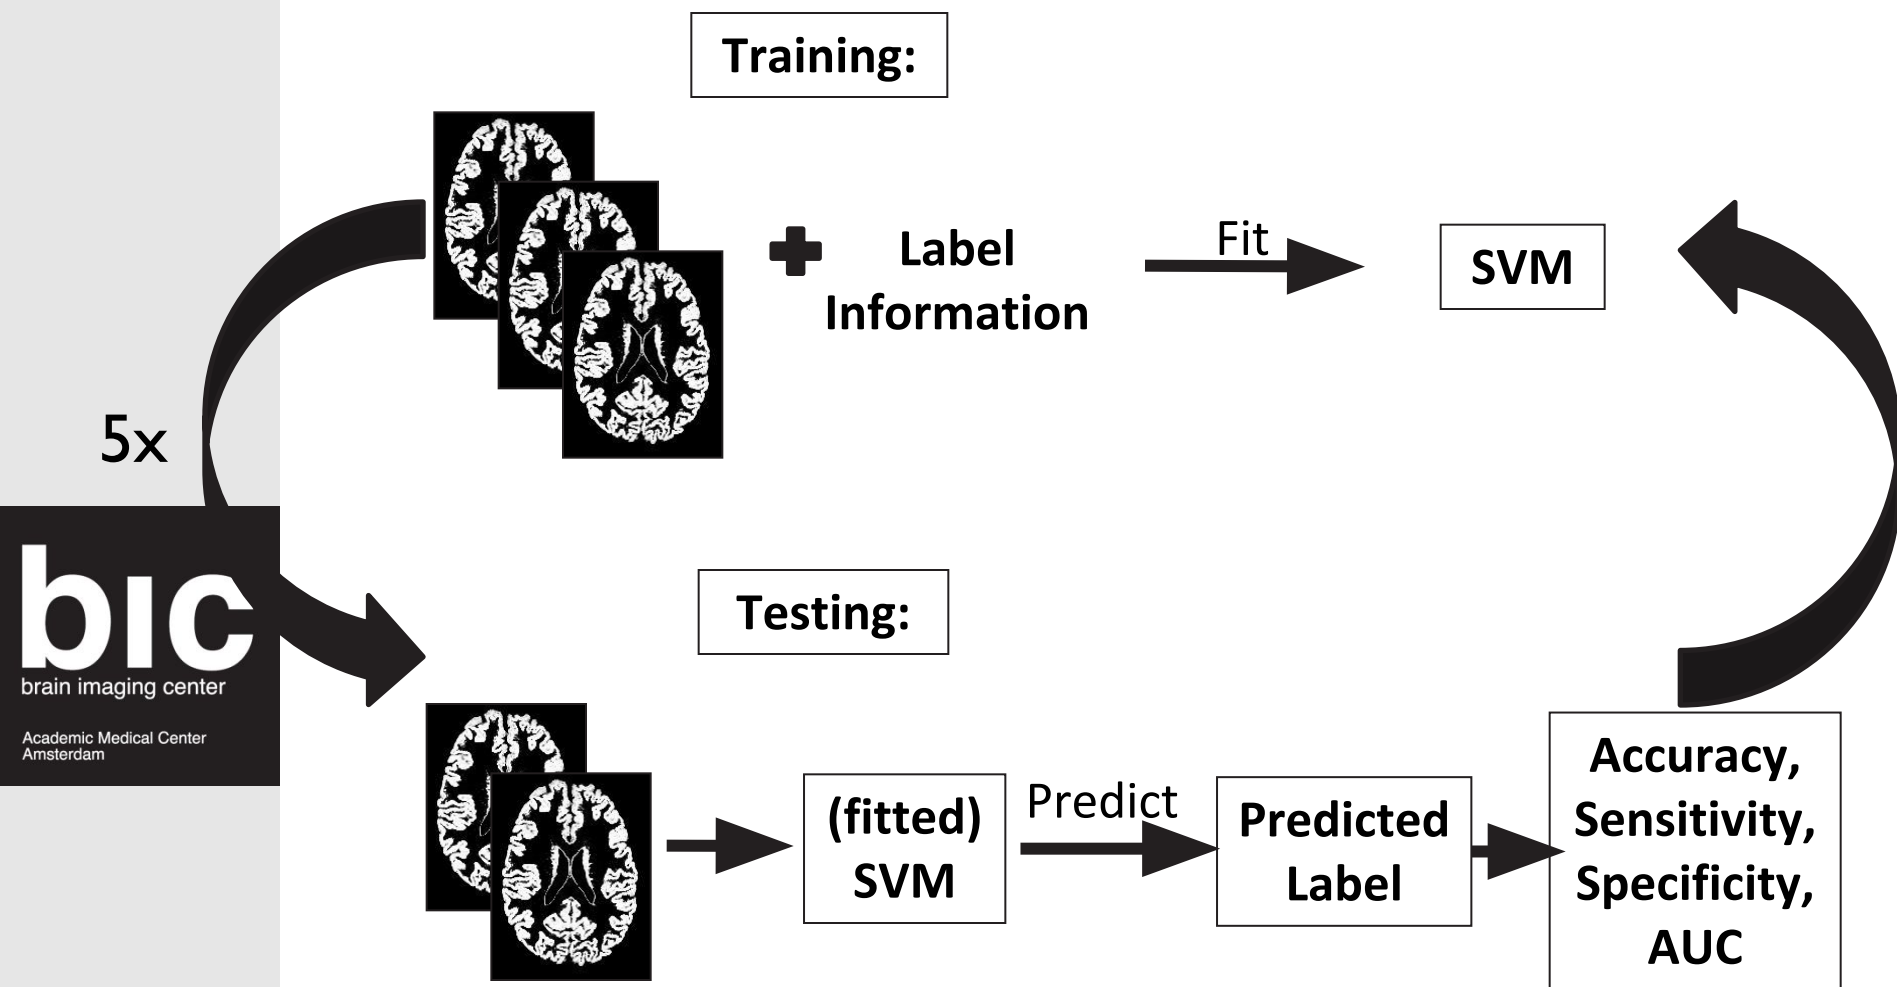 Training:
Label
Information
Fit
SVM
5x
Testing:
bıc
brain imaging center
Academic Medical Center
Amsterdam
(fitted)
SVM
Predict
Predicted
Label
Accuracy,
Sensitivity,
Specificity,
AUC